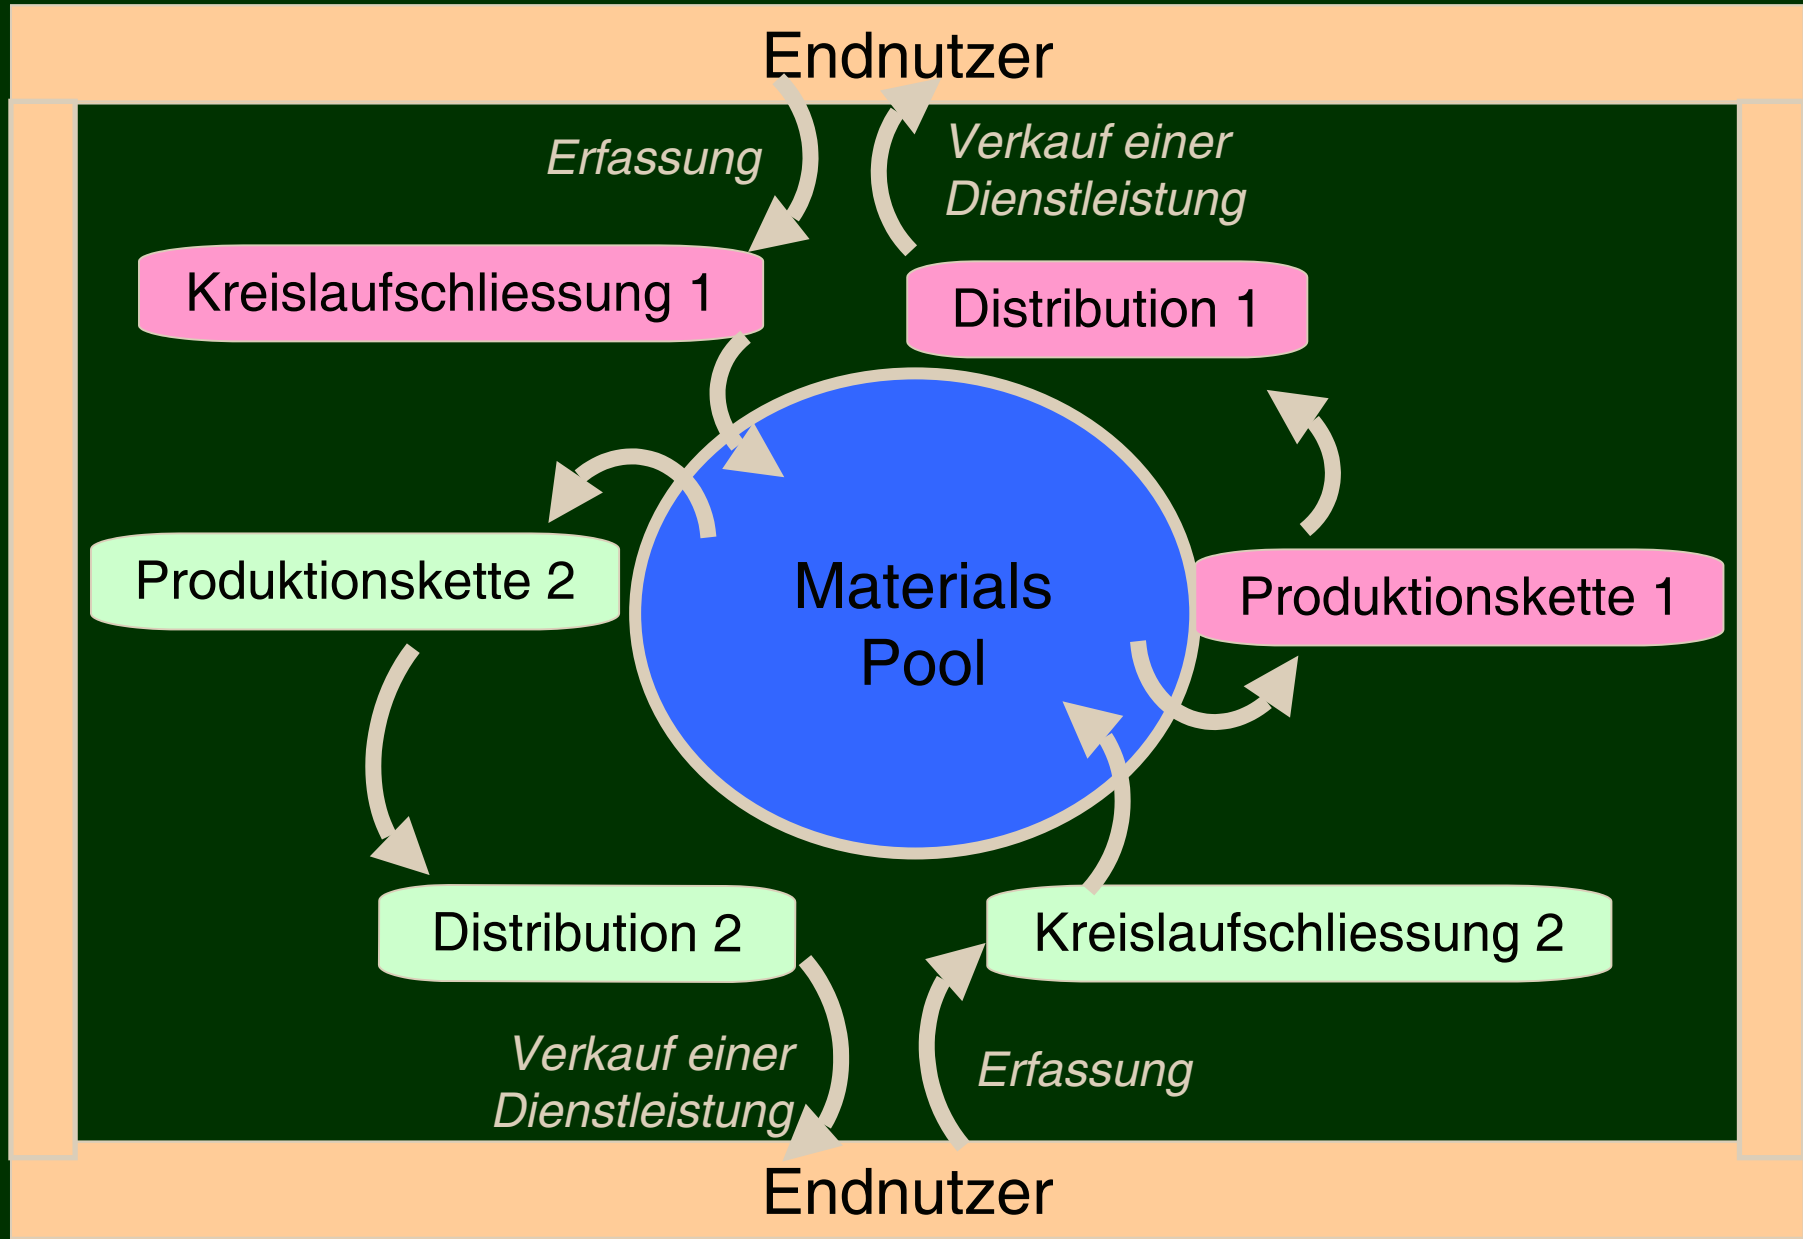 Endnutzer
Erfassung
Verkauf einer
Dienstleistung
Kreislaufschliessung 1
Distribution 1
Produktionskette 2
Materials
Pool
Produktionskette 1
Distribution 2
Kreislaufschliessung 2
Verkauf einer
Dienstleistung
Erfassung
Endnutzer